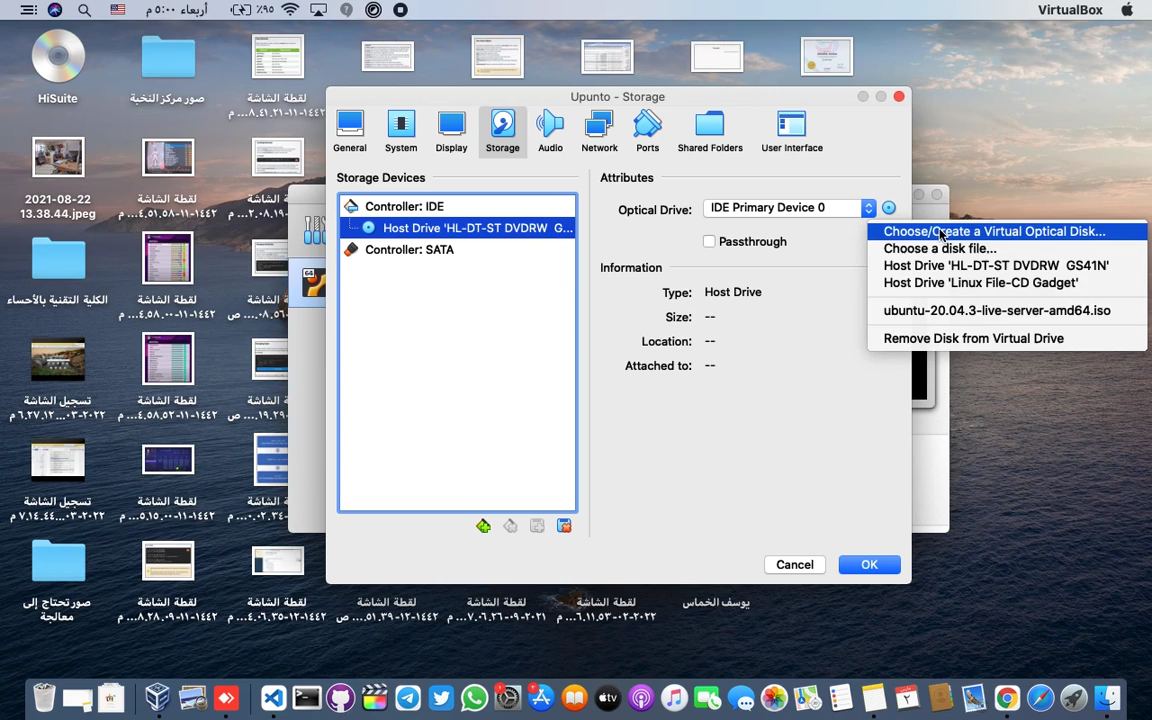 أربعاء ٥:٠٠ م
٪٩٥
VirtualBox
HiSuite
صور مركز النخبة
لقطة الشاشة
Upunto - Storage
General
System
Display
Storage
Audio
Network
Ports
Shared Folders
User Interface
Storage Devices
Controller: IDE
Host Drive 'HL-DT-ST DVDRW G...
Controller: SATA
Attributes
Optical Drive:
IDE Primary Device 0
Passthrough
Information
Type:
Host Drive
Size:
--
Location:
--
Attached to:
--
Cancel
OK
Choose/Create a Virtual Optical Disk...
Choose a disk file...
Host Drive 'HL-DT-ST DVDRW GS41N'
Host Drive 'Linux File-CD Gadget'
ubuntu-20.04.3-live-server-amd64.iso
Remove Disk from Virtual Drive
2021-08-22
13.38.44.jpeg
لقطة الشاشة
الكلية التقنية بالأحساء
لقطة الشاشة
تسجيل الشاشة
لقطة الشاشة
تسجيل الشاشة
لقطة الشاشة
صور تحتاج إلى
معالجة
لقطة الشاشة
لقطة الشاشة
لقطة الشاشة
لقطة الشاشة
لقطة الشاشة
يوسف الخماس